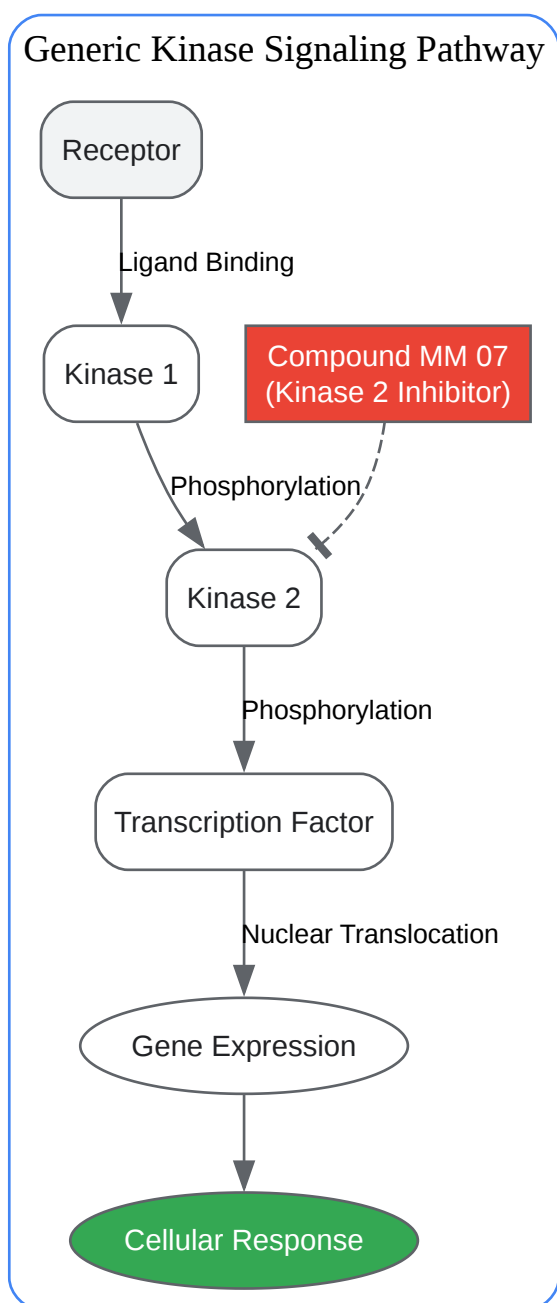 Generic Kinase Signaling Pathway
Receptor
Ligand Binding
Kinase 1
Compound MM 07
(Kinase 2 Inhibitor)
Phosphorylation
Kinase 2
Phosphorylation
Transcription Factor
Nuclear Translocation
Gene Expression
Cellular Response